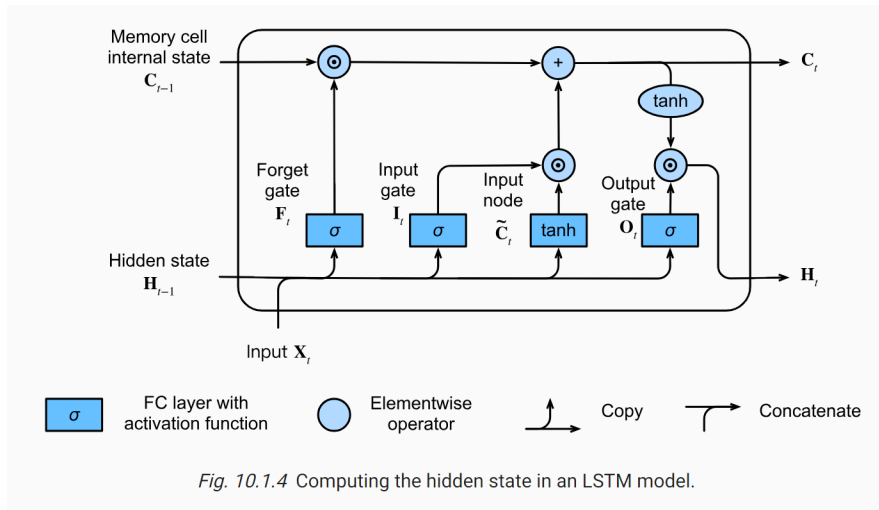 Memory cell
internal state
C_{t−1}
C_t
+
tanh
Forget
gate
F_t
Input
gate
I_t
Input
node
C̃_t
Output
gate
O_t
σ
σ
tanh
σ
Hidden state
H_{t−1}
H_t
Input X_t
σ
FC layer with
activation function
Elementwise
operator
Copy
Concatenate
Fig. 10.1.4 Computing the hidden state in an LSTM model.